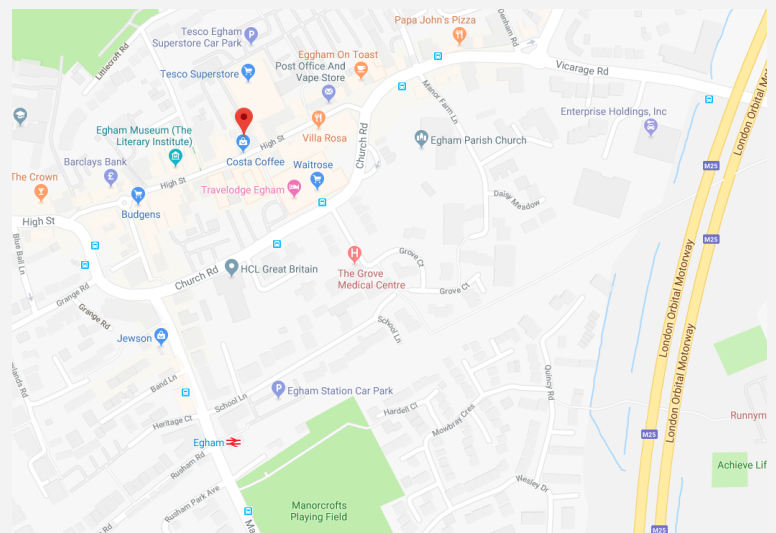 Papa John's Pizza
Tesco Egham
Superstore Car Park
Denham Rd
Littlecroft Rd
Eggham On Toast
Post Office And
Vape Store
Tesco Superstore
Vicarage Rd
Manor Farm Ln
London Orbital Motorway
Enterprise Holdings, Inc
Egham Museum (The
Literary Institute)
High St
Villa Rosa
Church Rd
Egham Parish Church
Barclays Bank
Costa Coffee
Waitrose
M25
The Crown
High St
Travelodge Egham
Budgens
Daisy Meadow
High St
M25
Blue Ball Ln
Grove Ct
HCL Great Britain
The Grove
Medical Centre
Church Rd
Grove Ct
Grange Rd
Grange Rd
London Orbital Motorway
School Ln
Jewson
London Orbital Motorway
Band Ln
Quincy Rd
Egham Station Car Park
School Ln
Hardell Ct
Mowbray Cres
Heritage Ct
Runnym
M25
Egham
Rusham Rd
Achieve Lif
Wesley Dr
Rusham Park Ave
Manorcrofts
Playing Field
M25